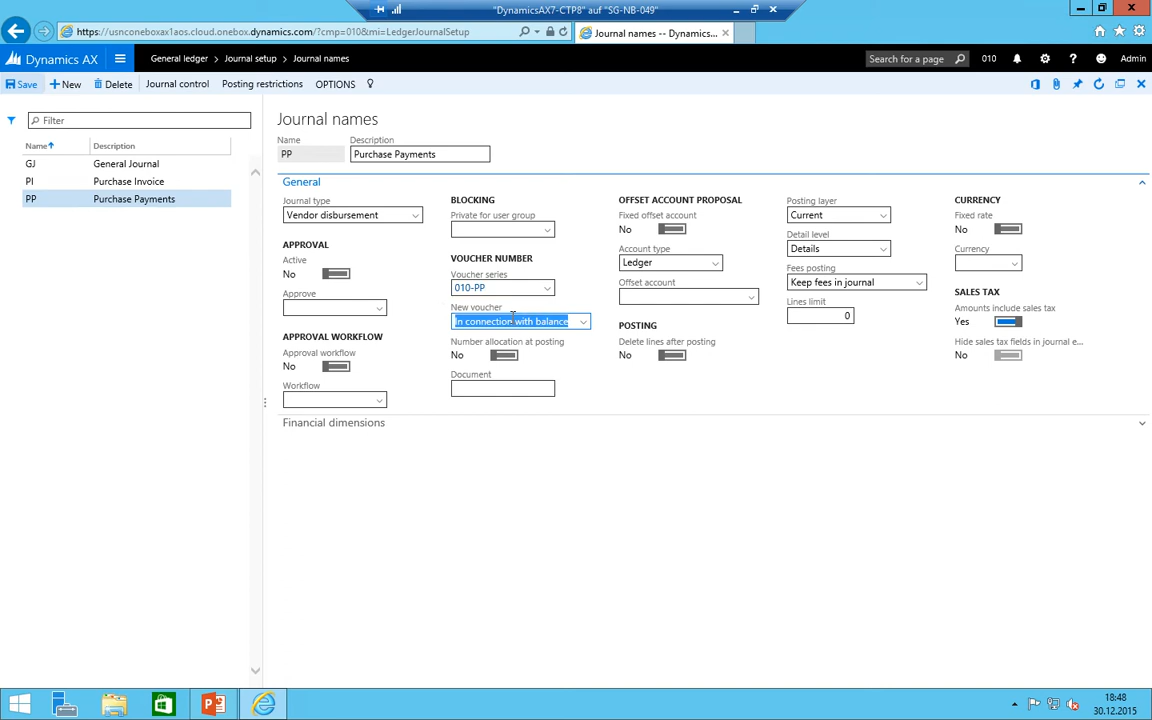 "DynamicsAX7-CTP8" auf "SG-NB-049"
https://usnconeboxax1aos.cloud.onebox.dynamics.com/?cmp=010&mi=LedgerJournalSetup
Journal names -- Dynamics...
Dynamics AX
General ledger > Journal setup > Journal names
Search for a page
010
Admin
Save
New
Delete
Journal control
Posting restrictions
OPTIONS
Filter
Name
Description
GJ
General Journal
PI
Purchase Invoice
PP
Purchase Payments
Journal names
Name
Description
PP
Purchase Payments
General
Journal type
Vendor disbursement
APPROVAL
Active
No
Approve
APPROVAL WORKFLOW
Approval workflow
No
Workflow
BLOCKING
Private for user group
VOUCHER NUMBER
Voucher series
010-PP
New voucher
In connection with balance
Number allocation at posting
No
Document
OFFSET ACCOUNT PROPOSAL
Fixed offset account
No
Account type
Ledger
Offset account
POSTING
Delete lines after posting
No
Posting layer
Current
Detail level
Details
Fees posting
Keep fees in journal
Lines limit
0
CURRENCY
Fixed rate
No
Currency
SALES TAX
Amounts include sales tax
Yes
Hide sales tax fields in journal e...
No
Financial dimensions
18:48
30.12.2015